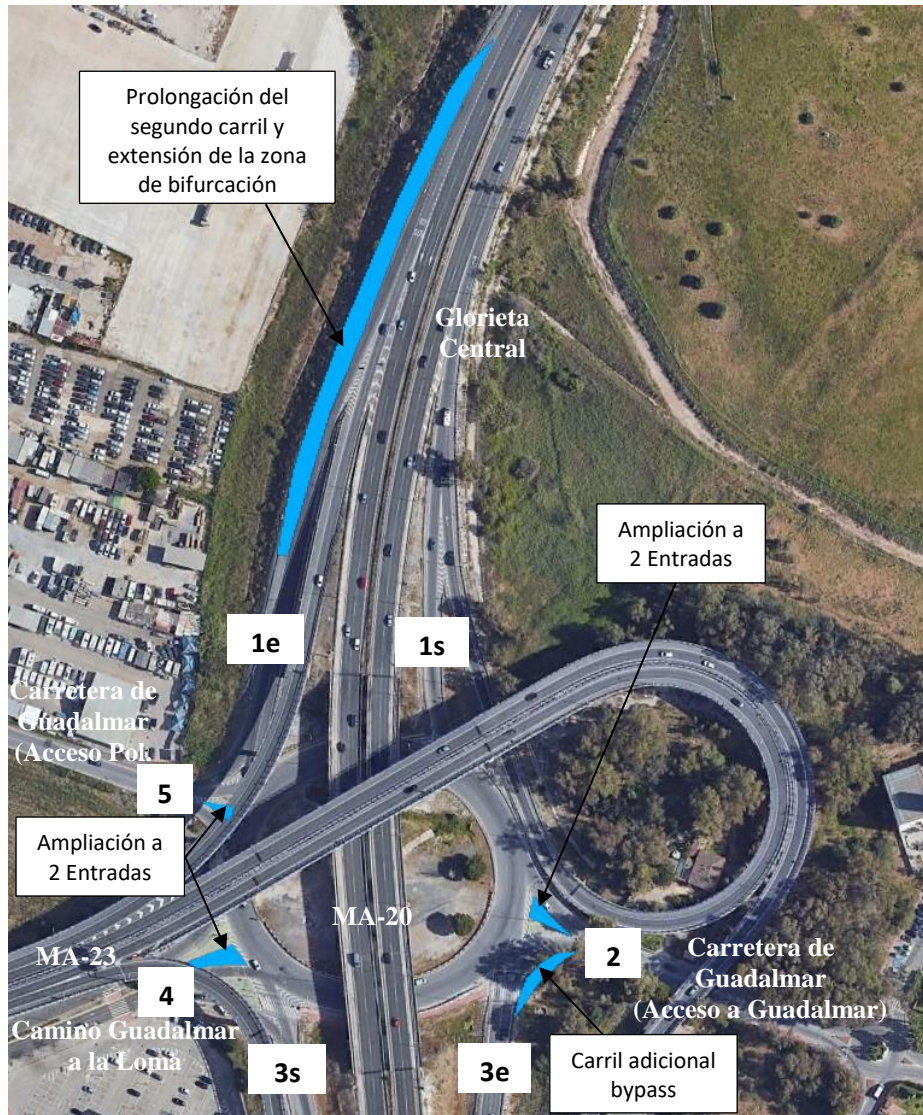 Prolongación del
segundo carril y
extensión de la zona
de bifurcación
Glorieta
Central
Ampliación a
2 Entradas
1e
1s
Carretera de
Guadalmar
(Acceso Pol.
5
Ampliación a
2 Entradas
MA-20
MA-23
2
4
Carretera de
Guadalmar
(Acceso a Guadalmar)
Camino Guadalmar
a la Loma
3s
3e
Carril adicional
bypass